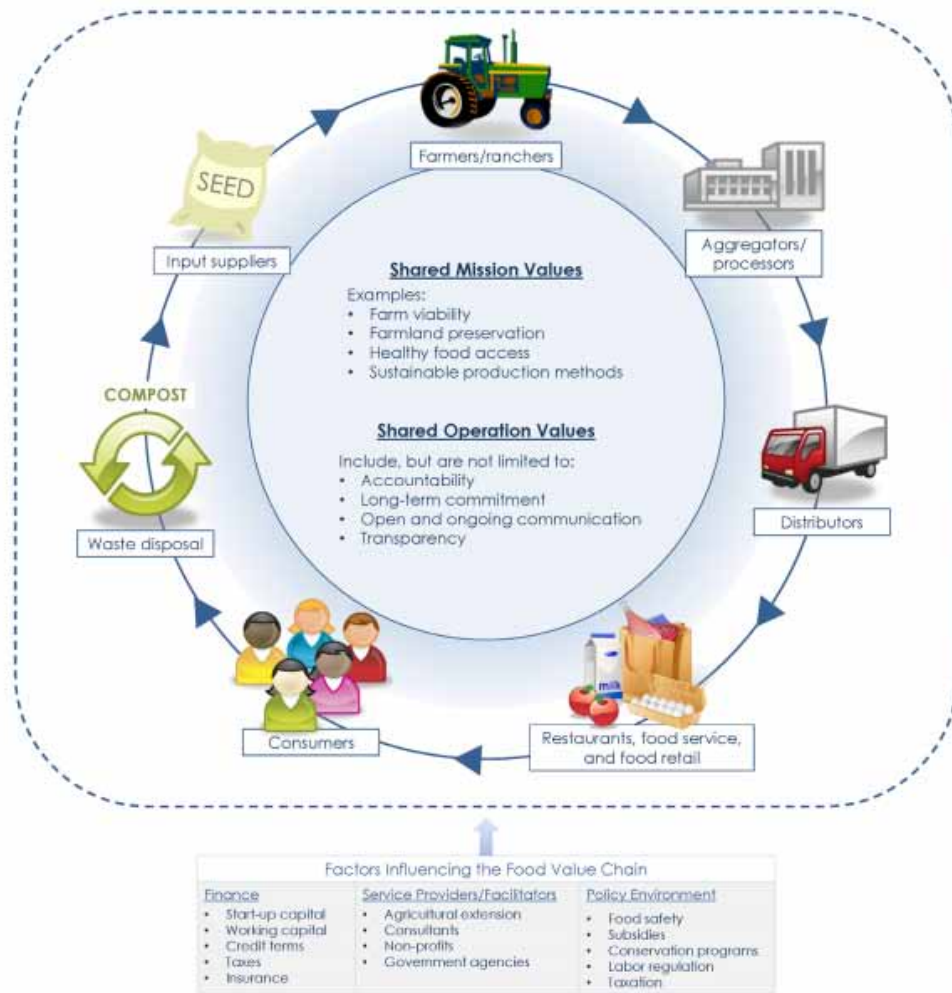 Farmers/ranchers
SEED
Input suppliers
Aggregators/
processors
Shared Mission Values
Examples:
• Farm viability
• Farmland preservation
• Healthy food access
• Sustainable production methods
COMPOST
Waste disposal
Shared Operation Values
Include, but are not limited to:
• Accountability
• Long-term commitment
• Open and ongoing communication
• Transparency
Distributors
milk
Consumers
Restaurants, food service,
and food retail
Factors Influencing the Food Value Chain
Finance
• Start-up capital
• Working capital
• Credit terms
• Taxes
• Insurance
Service Providers/Facilitators
• Agricultural extension
• Consultants
• Non-profits
• Government agencies
Policy Environment
• Food safety
• Subsidies
• Conservation programs
• Labor regulation
• Taxation